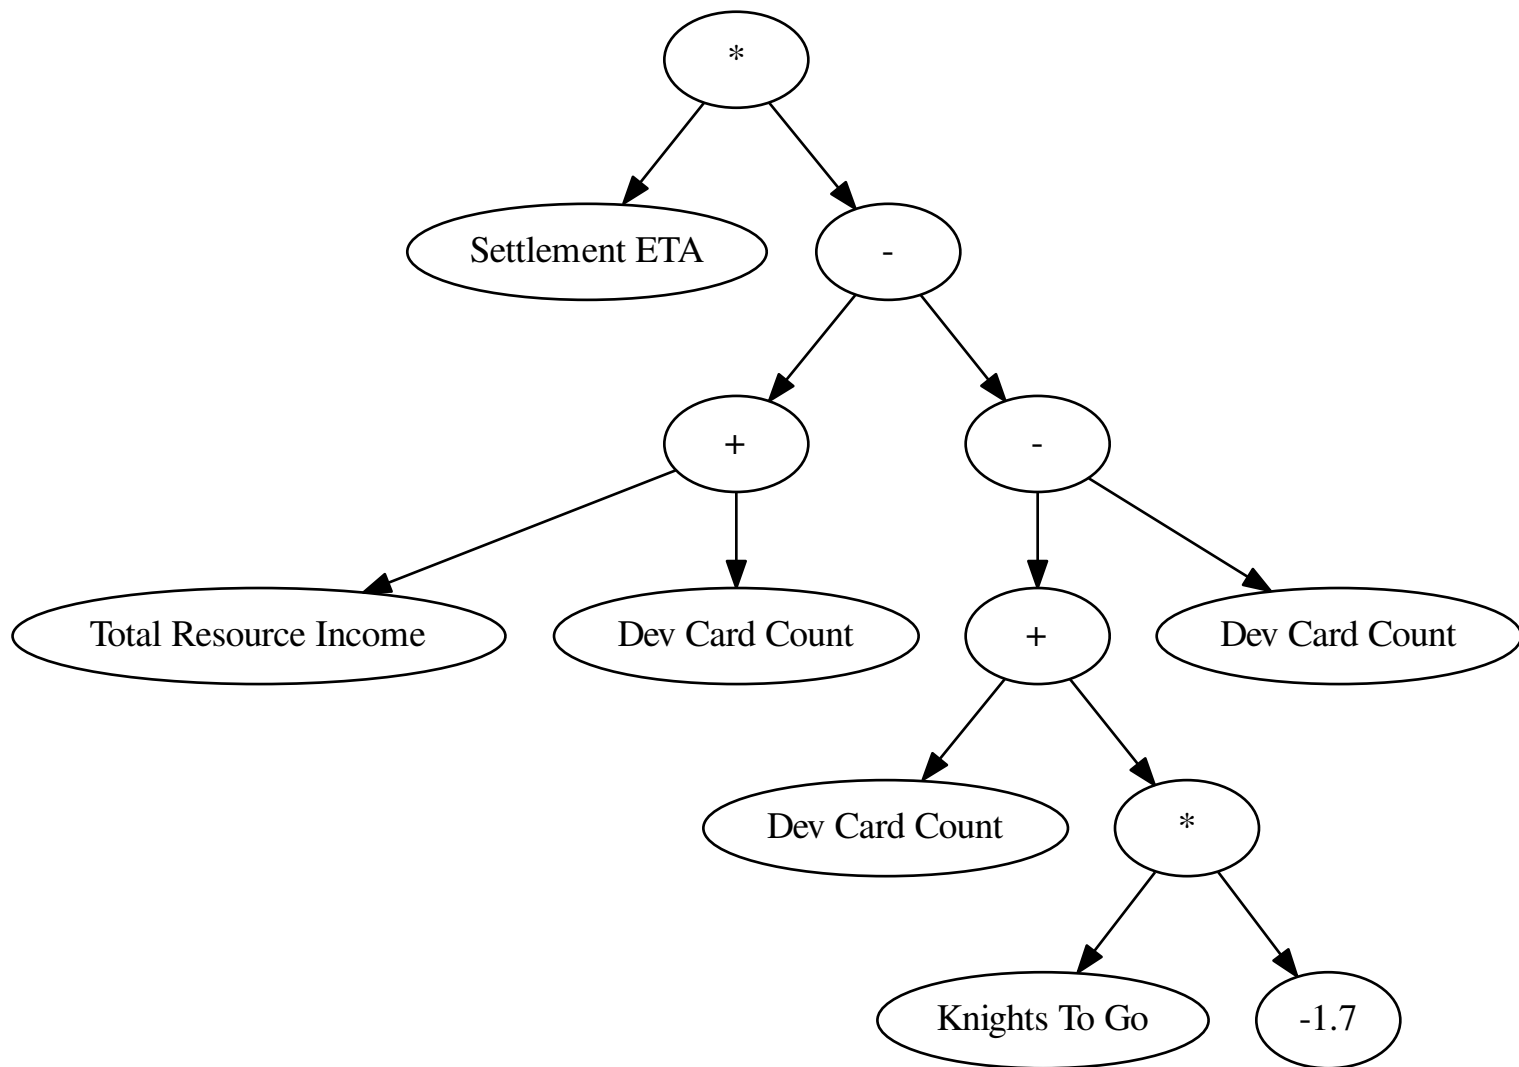 *
Settlement ETA
-
+
-
Total Resource Income
Dev Card Count
+
Dev Card Count
Dev Card Count
*
Knights To Go
-1.7